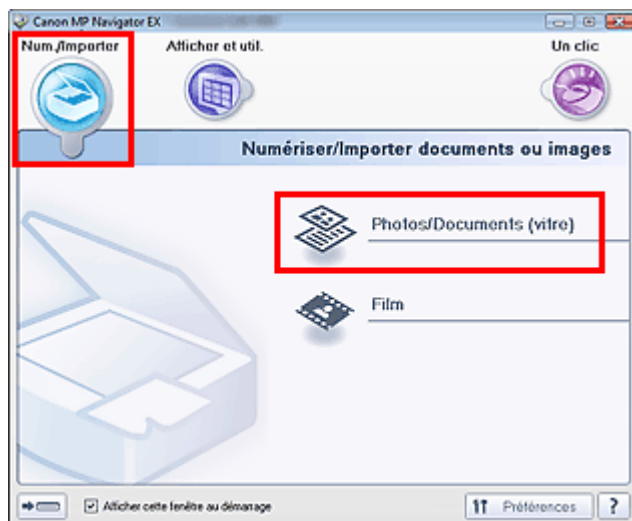 Canon MP Navigator EX
Num./Importer
Afficher et util.
Un clic
Numériser/Importer documents ou images
Photos/Documents (vitre)
Film
Afficher cette fenêtre au démarrage
Préférences
?